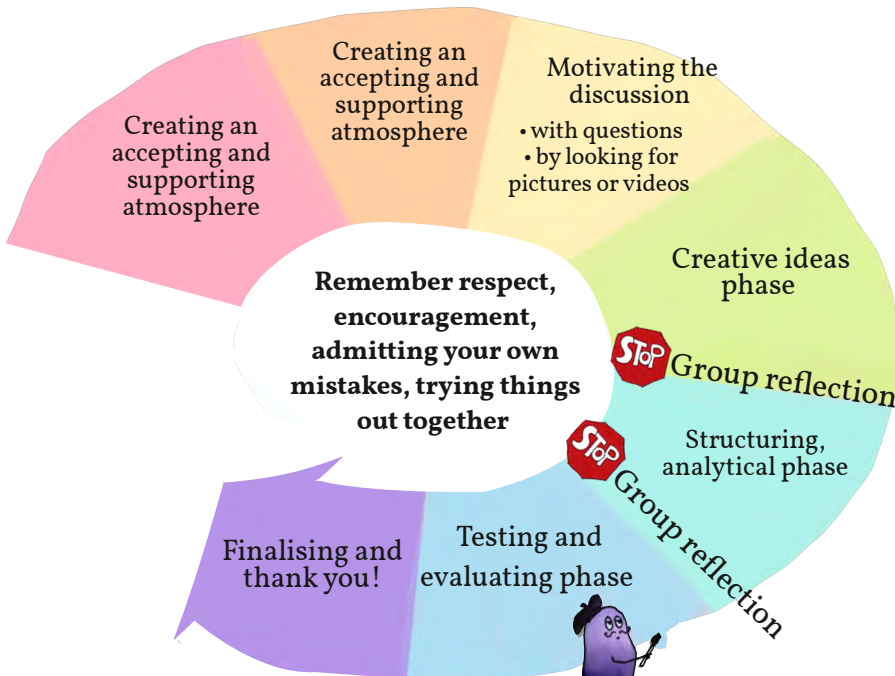 Creating an
accepting and
supporting
atmosphere
Creating an
accepting and
supporting
atmosphere
Motivating the
discussion
• with questions
• by looking for
pictures or videos
Creative ideas
phase
STOP
Group reflection
Structuring,
analytical phase
STOP
Group reflection
Testing and
evaluating phase
Finalising and
thank you!
Remember respect,
encouragement,
admitting your own
mistakes, trying things
out together